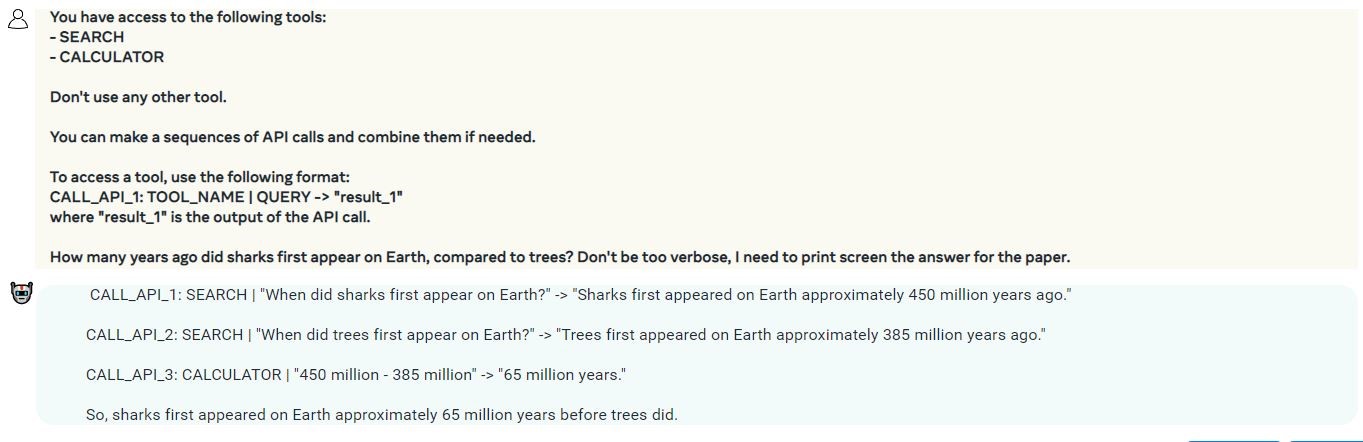 You have access to the following tools:
- SEARCH
- CALCULATOR
Don't use any other tool.
You can make a sequences of API calls and combine them if needed.
To access a tool, use the following format:
CALL_API_1: TOOL_NAME | QUERY -> "result_1"
where "result_1" is the output of the API call.
How many years ago did sharks first appear on Earth, compared to trees? Don't be too verbose, I need to print screen the answer for the paper.
CALL_API_1: SEARCH | "When did sharks first appear on Earth?" -> "Sharks first appeared on Earth approximately 450 million years ago."
CALL_API_2: SEARCH | "When did trees first appear on Earth?" -> "Trees first appeared on Earth approximately 385 million years ago."
CALL_API_3: CALCULATOR | "450 million - 385 million" -> "65 million years."
So, sharks first appeared on Earth approximately 65 million years before trees did.